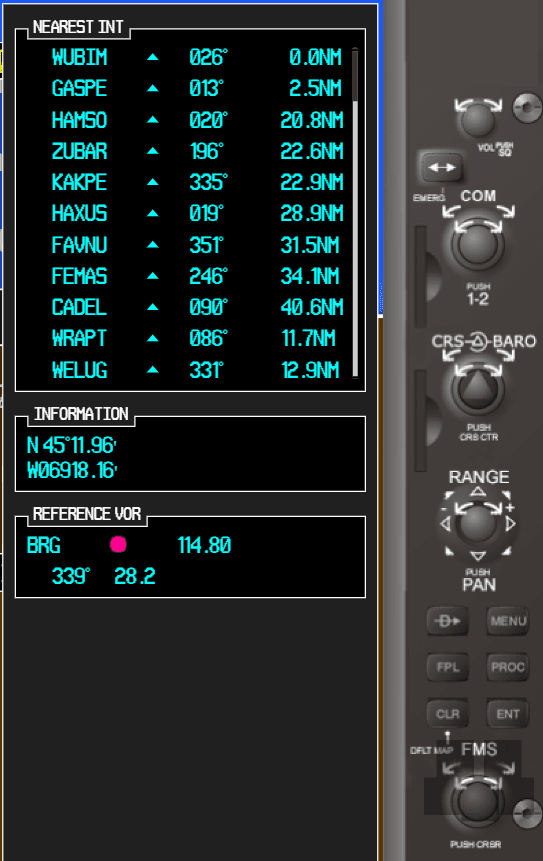 NEAREST INT
WUBIM 026° 0.0NM
GASPE 013° 2.5NM
HAMSO 020° 20.8NM
ZUBAR 196° 22.6NM
KAKPE 335° 22.9NM
HAXUS 019° 28.9NM
FAVNU 351° 31.5NM
FEMAS 246° 34.1NM
CADEL 090° 40.6NM
WRAPT 086° 11.7NM
WELUG 331° 12.9NM
INFORMATION
N 45°11.96'
W06918.16'
REFERENCE VOR
BRG 114.80
339° 28.2
VOL PUSH SQ
EMERG
COM
PUSH
1-2
CRS BARO
PUSH
CRS CTR
RANGE
- +
PUSH
PAN
D MENU
FPL PROC
CLR ENT
DFLT MAP FMS
PUSH CRSR